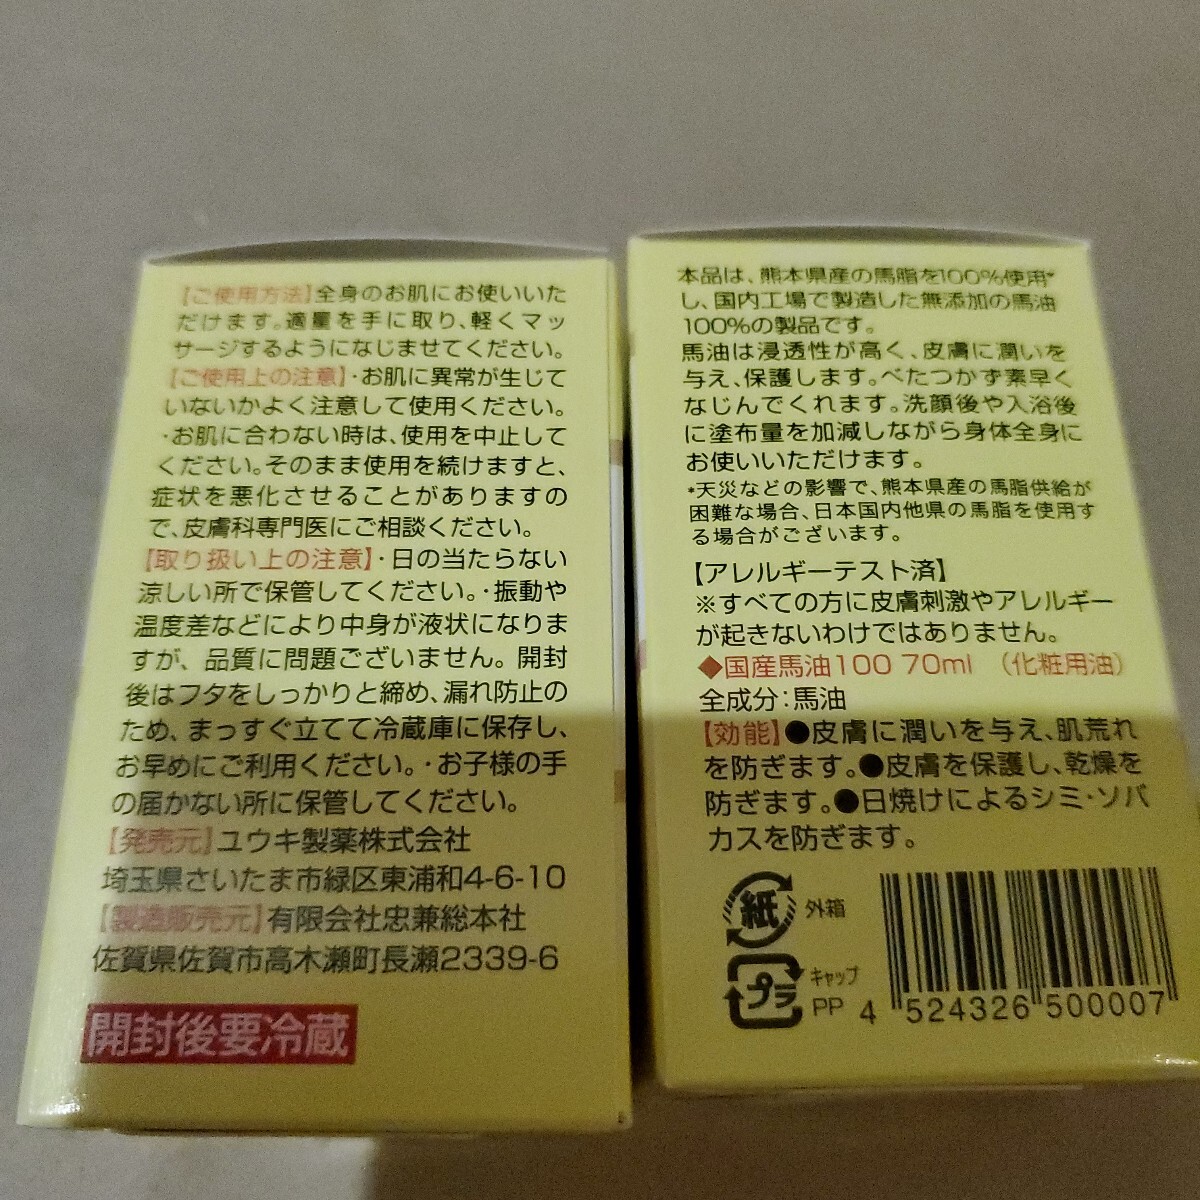 【ご使用方法】全身のお肌にお使いいた
だけます。適量を手に取り、軽くマッ
サージするようになじませてください。
【ご使用上の注意】・お肌に異常が生じて
いないかよく注意して使用ください。
・お肌に合わない時は、使用を中止して
ください。そのまま使用を続けますと、
症状を悪化させることがありますの
で、皮膚科専門医にご相談ください。
【取り扱い上の注意】・日の当たらない
涼しい所で保管してください。・振動や
温度差などにより中身が液状になりま
すが、品質に問題ございません。開封
後はフタをしっかりと締め、漏れ防止の
ため、まっすぐ立てて冷蔵庫に保存し、
お早めにご利用ください。・お子様の手
の届かない所に保管してください。
【発売元】ユウキ製薬株式会社
埼玉県さいたま市緑区東浦和4-6-10
【製造販売元】有限会社忠兼総本社
佐賀県佐賀市高木瀬町長瀬2339-6
開封後要冷蔵
本品は、熊本県産の馬脂を100%使用*
し、国内工場で製造した無添加の馬油
100%の製品です。
馬油は浸透性が高く、皮膚に潤いを
与え、保護します。べたつかず素早く
なじんでくれます。洗顔後や入浴後
に塗布量を加減しながら身体全身に
お使いいただけます。
*天災などの影響で、熊本県産の馬脂供給が
困難な場合、日本国内他県の馬脂を使用す
る場合がございます。
【アレルギーテスト済】
※すべての方に皮膚刺激やアレルギー
が起きないわけではありません。
◆国産馬油100 70ml （化粧用油）
全成分：馬油
【効能】●皮膚に潤いを与え、肌荒れ
を防ぎます。●皮膚を保護し、乾燥を
防ぎます。●日焼けによるシミ・ソバ
カスを防ぎます。
紙 外箱
プラ キャップ
PP
4 524326 500007